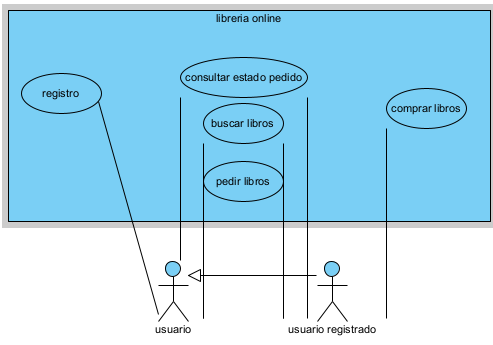 libreria online
consultar estado pedido
registro
comprar libros
buscar libros
pedir libros
usuario
usuario registrado